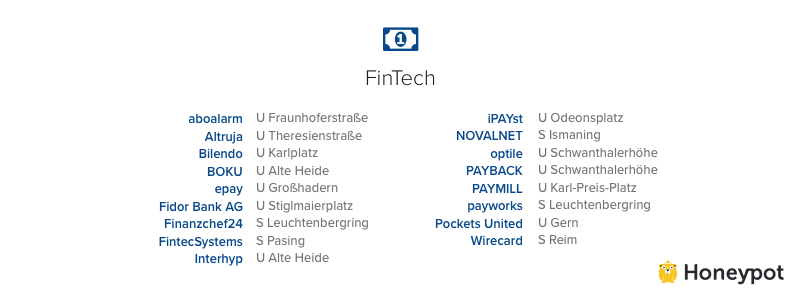 1
FinTech
aboalarm U Fraunhoferstraße
Altruja U Theresienstraße
Bilendo U Karlplatz
BOKU U Alte Heide
epay U Großhadern
Fidor Bank AG U Stiglmaierplatz
Finanzchef24 S Leuchtenbergring
FintecSystems S Pasing
Interhyp U Alte Heide
iPAYst U Odeonsplatz
NOVALNET S Ismaning
optile U Schwanthalerhöhe
PAYBACK U Schwanthalerhöhe
PAYMILL U Karl-Preis-Platz
payworks S Leuchtenbergring
Pockets United U Gern
Wirecard S Reim
Honeypot